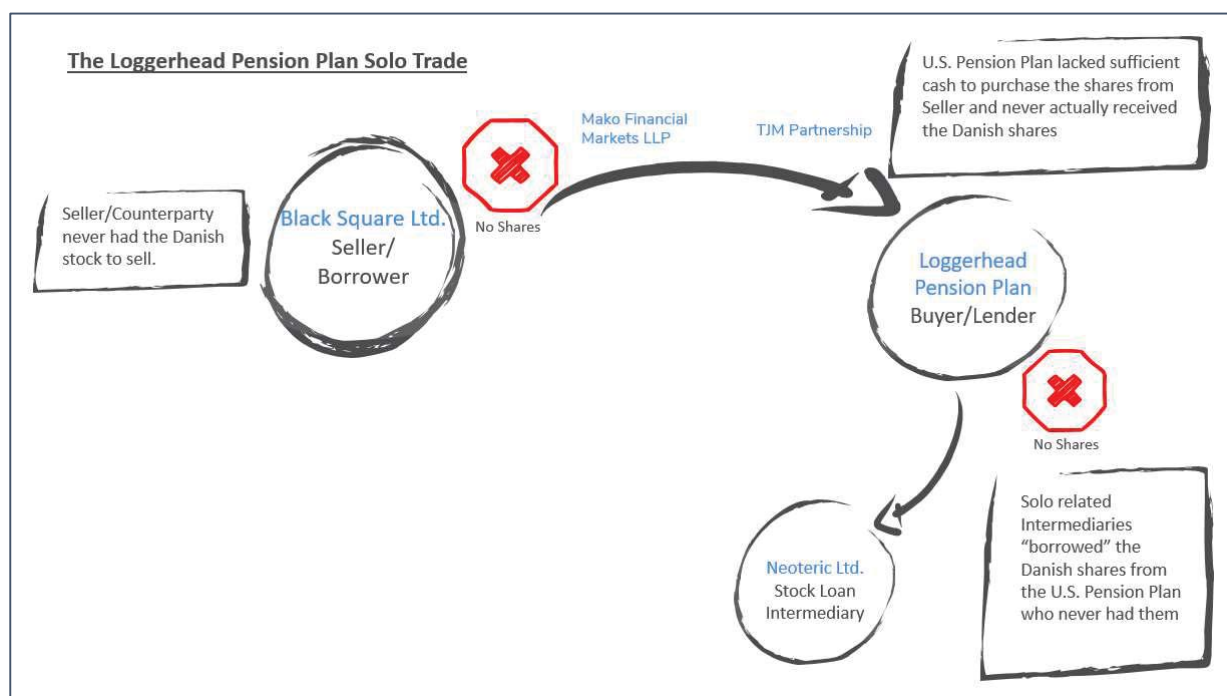 The Loggerhead Pension Plan Solo Trade
U.S. Pension Plan lacked sufficient
cash to purchase the shares from
Seller and never actually received
the Danish shares
Mako Financial
Markets LLP
TJM Partnership
Seller/Counterparty
never had the Danish
stock to sell.
Black Square Ltd.
Seller/
Borrower
No Shares
Loggerhead
Pension Plan
Buyer/Lender
No Shares
Neoteric Ltd.
Stock Loan
Intermediary
Solo related
Intermediaries
“borrowed” the
Danish shares from
the U.S. Pension Plan
who never had them